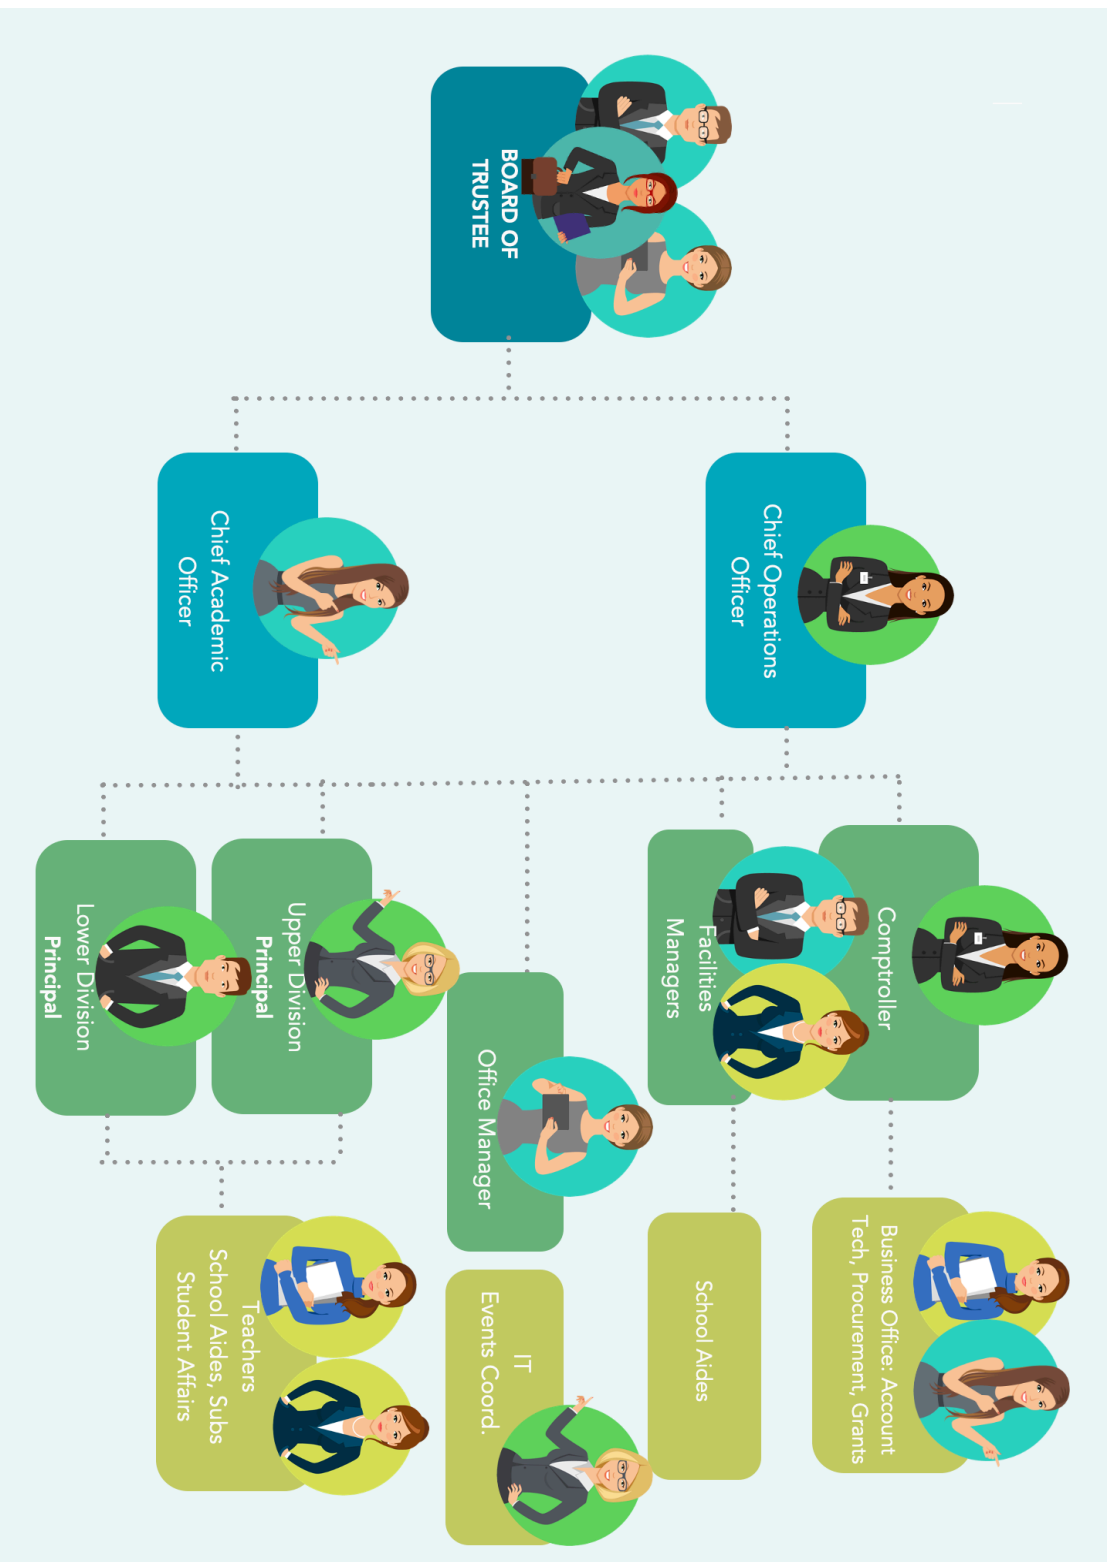 BOARD OF
TRUSTEE
Chief Operations
Officer
Chief Academic
Officer
Comptroller
Facilities
Managers
Office Manager
Upper Division
Principal
Lower Division
Principal
Business Office: Account
Tech, Procurement, Grants
School Aides
IT
Events Coord.
Teachers
School Aides, Subs
Student Affairs